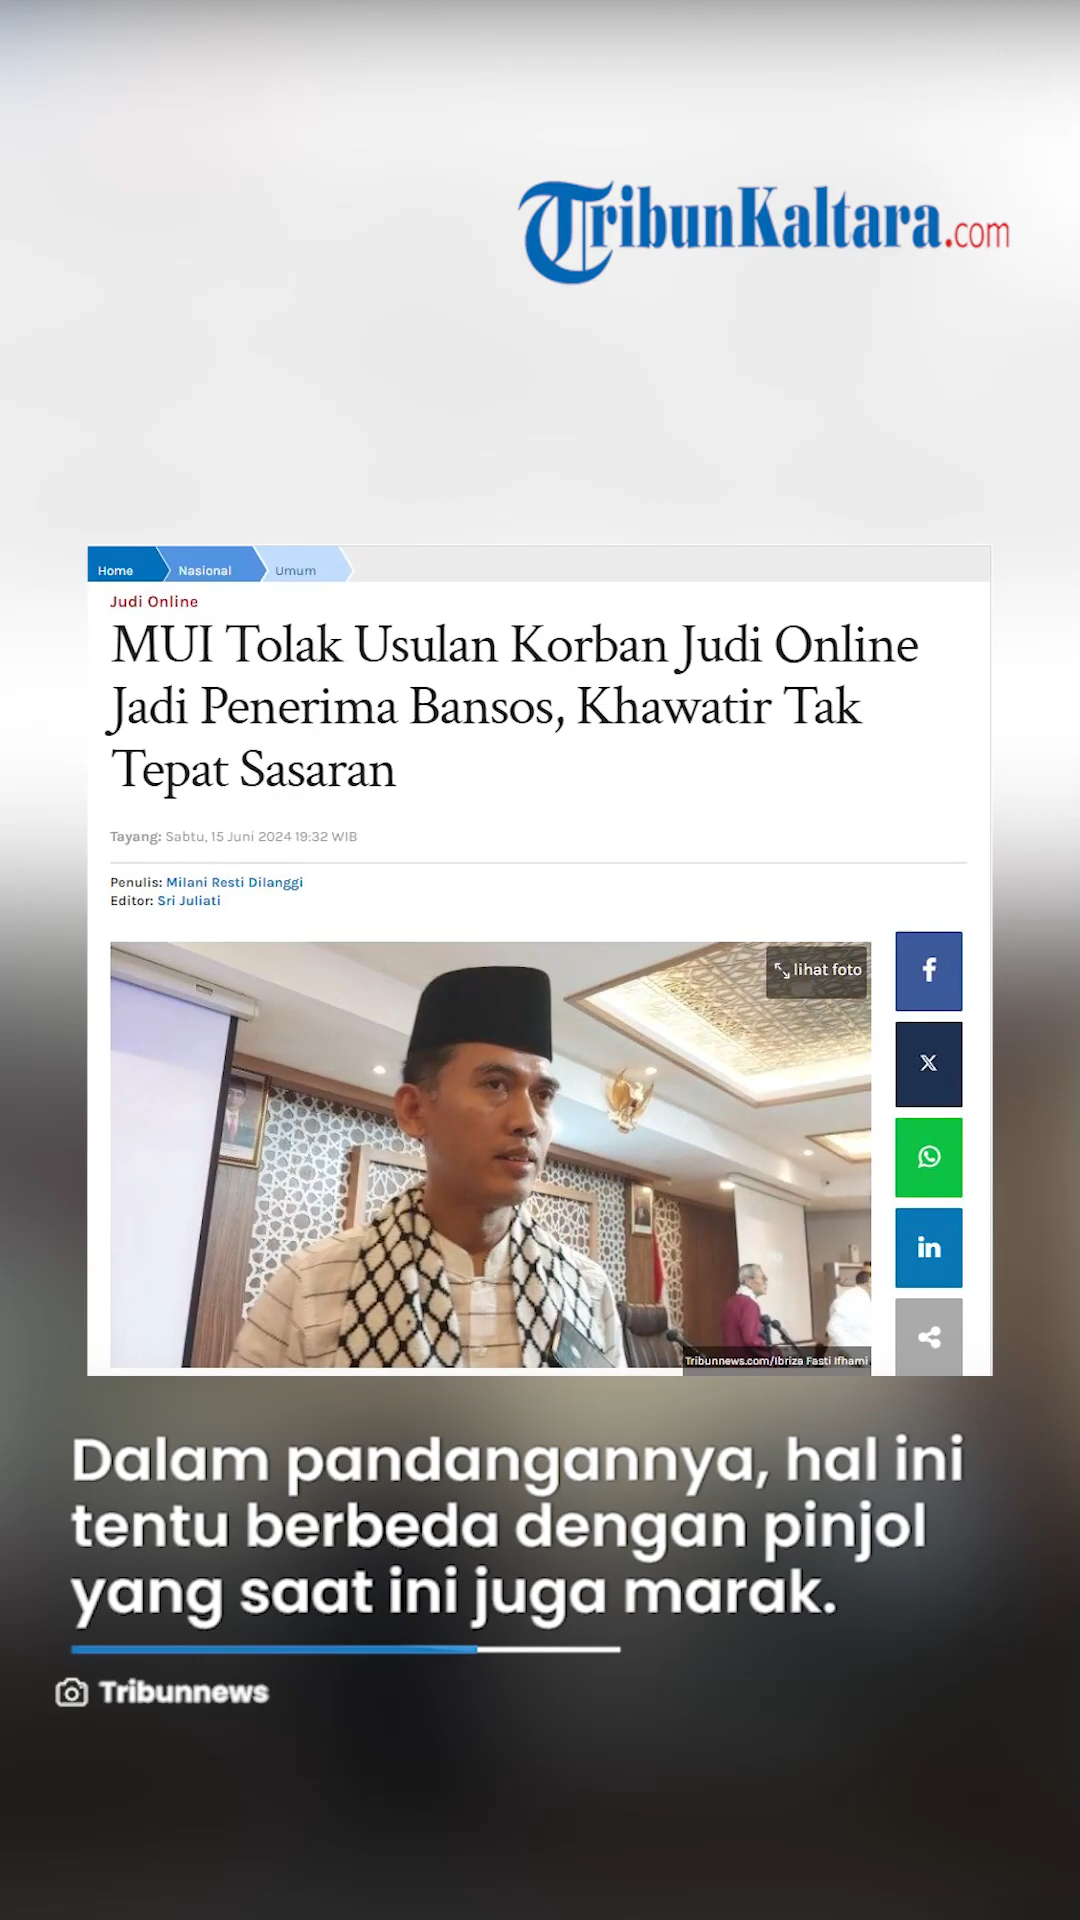 TribunKaltara.com
Home Nasional Umum
Judi Online
MUI Tolak Usulan Korban Judi Online
Jadi Penerima Bansos, Khawatir Tak
Tepat Sasaran
Tayang: Sabtu, 15 Juni 2024 19:32 WIB
Penulis: Milani Resti Dilanggi
Editor: Sri Juliati
lihat foto
Tribunnews.com/Ibriza Fasti Ifhami
Dalam pandangannya, hal ini
tentu berbeda dengan pinjol
yang saat ini juga marak.
Tribunnews